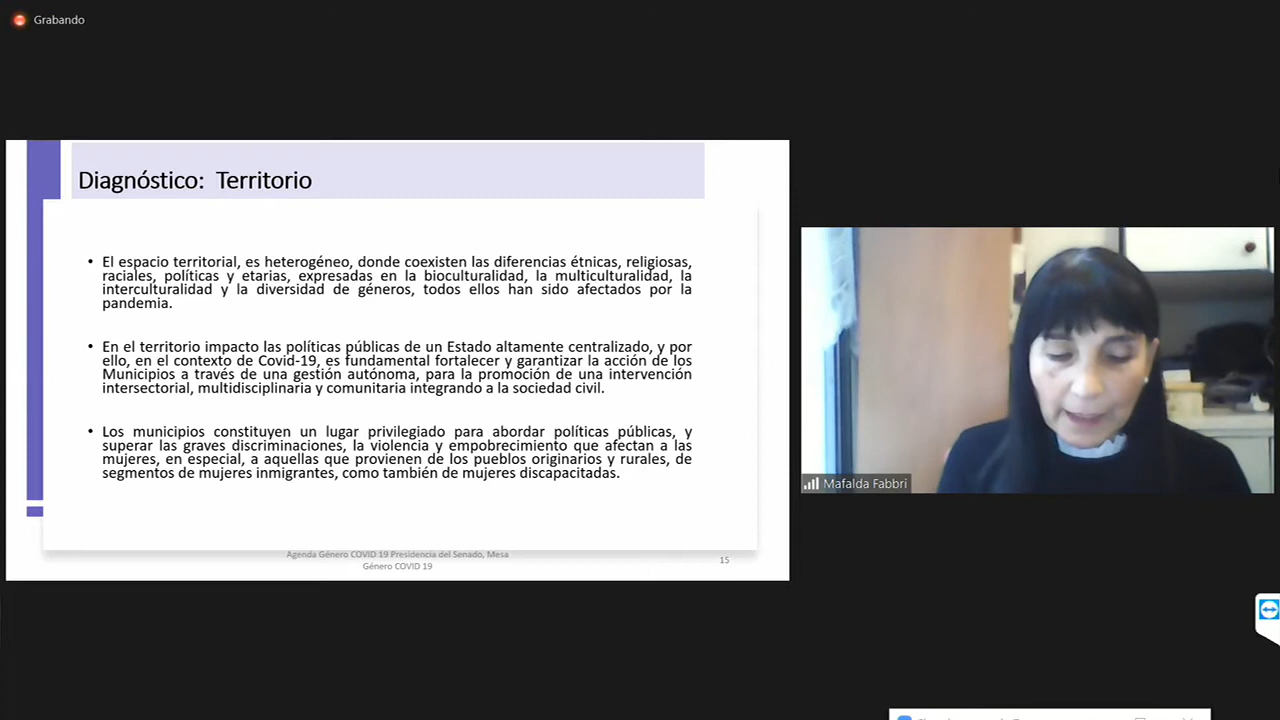 Grabando
Diagnóstico: Territorio
• El espacio territorial, es heterogéneo, donde coexisten las diferencias étnicas, religiosas,
raciales, políticas y etarias, expresadas en la bioculturalidad, la multiculturalidad, la
interculturalidad y la diversidad de géneros, todos ellos han sido afectados por la
pandemia.
• En el territorio impacto las políticas públicas de un Estado altamente centralizado, y por
ello, en el contexto de Covid-19, es fundamental fortalecer y garantizar la acción de los
Municipios a través de una gestión autónoma, para la promoción de una intervención
intersectorial, multidisciplinaria y comunitaria integrando a la sociedad civil.
• Los municipios constituyen un lugar privilegiado para abordar políticas públicas, y
superar las graves discriminaciones, la violencia y empobrecimiento que afectan a las
mujeres, en especial, a aquellas que provienen de los pueblos originarios y rurales, de
segmentos de mujeres inmigrantes, como también de mujeres discapacitadas.
Agenda Género COVID 19 Presidencia del Senado, Mesa
Género COVID 19
15
Mafalda Fabbri